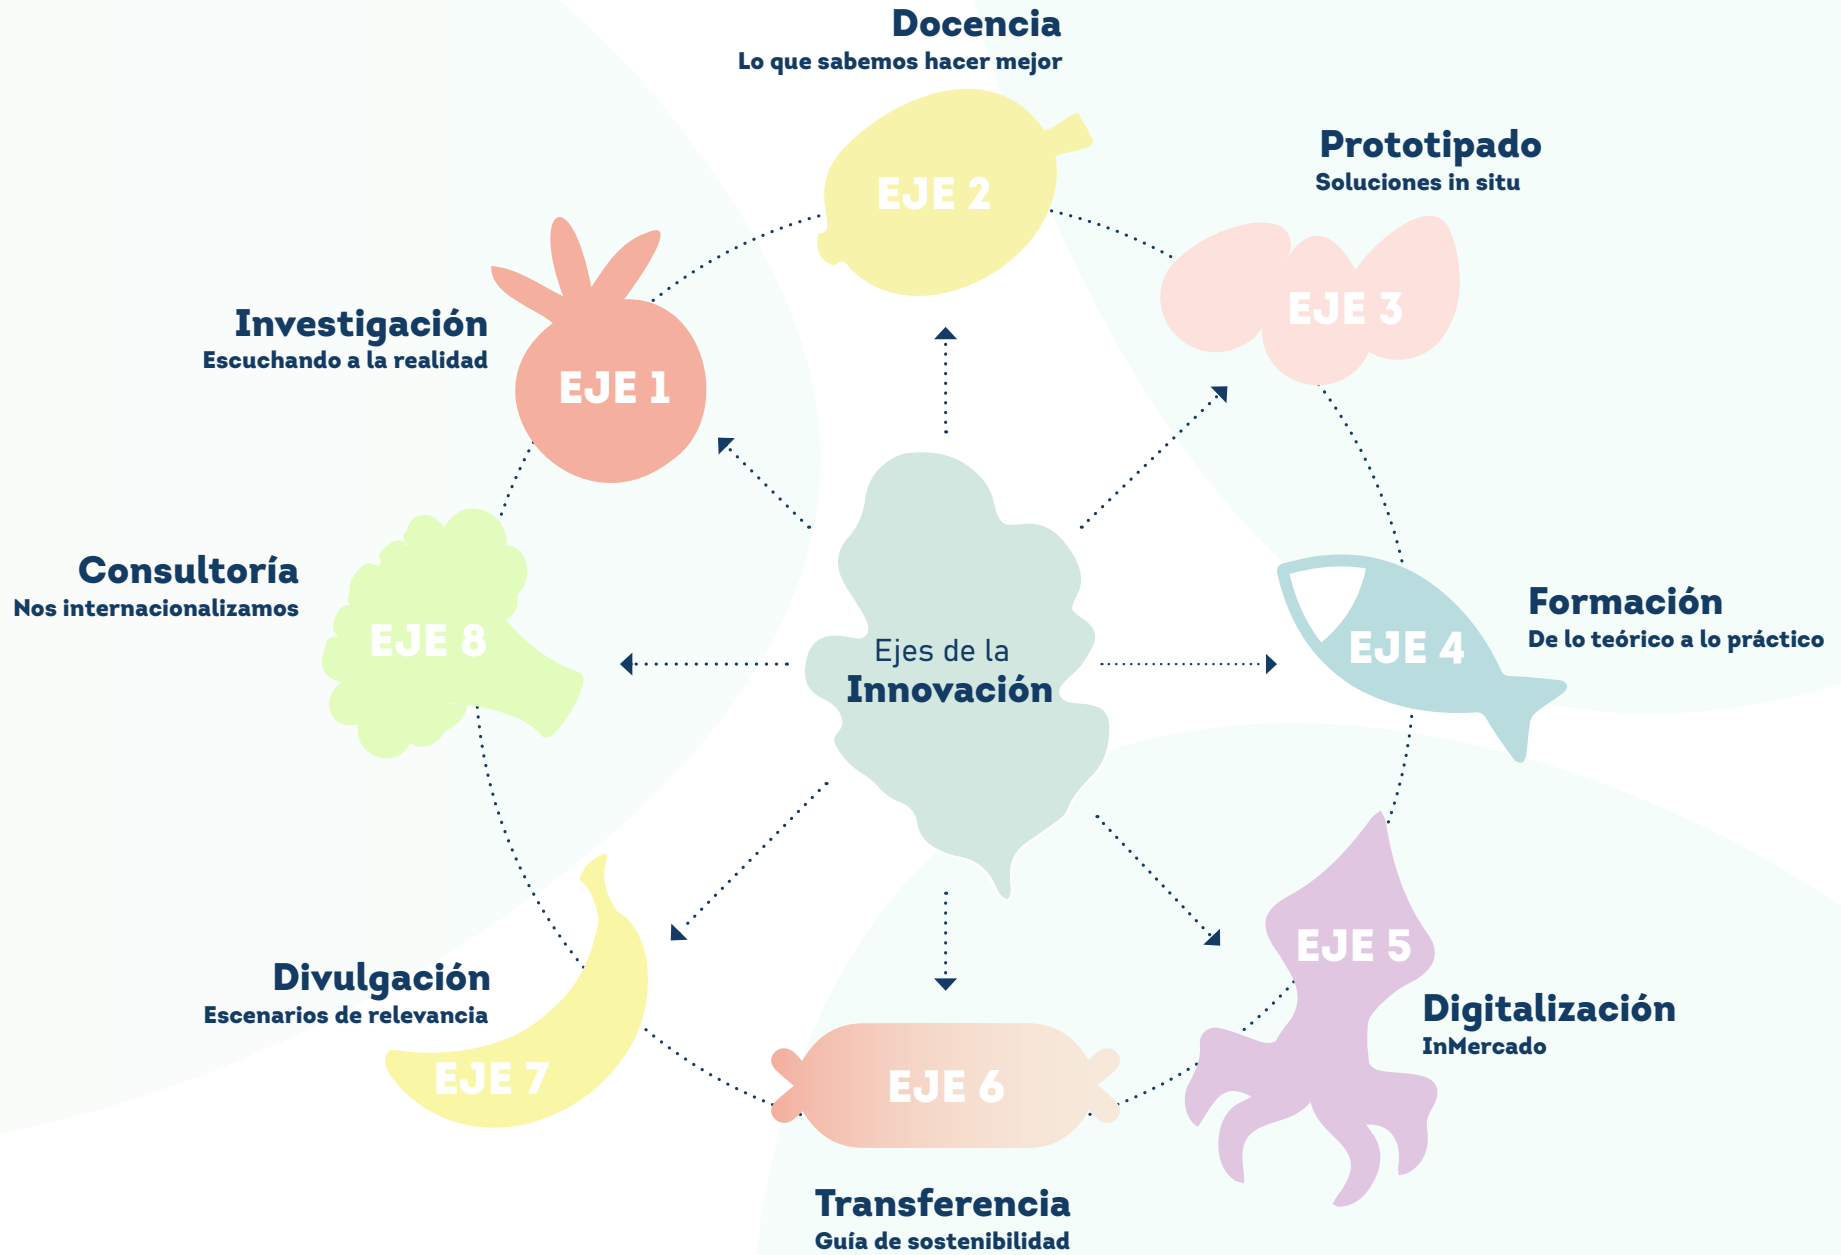 Docencia
Lo que sabemos hacer mejor
EJE 2
Prototipado
Soluciones in situ
EJE 3
Investigación
Escuchando a la realidad
EJE 1
Consultoría
Nos internacionalizamos
EJE 8
Ejes de la
Innovación
Formación
De lo teórico a lo práctico
EJE 4
Divulgación
Escenarios de relevancia
EJE 7
EJE 5
Digitalización
InMercado
EJE 6
Transferencia
Guía de sostenibilidad